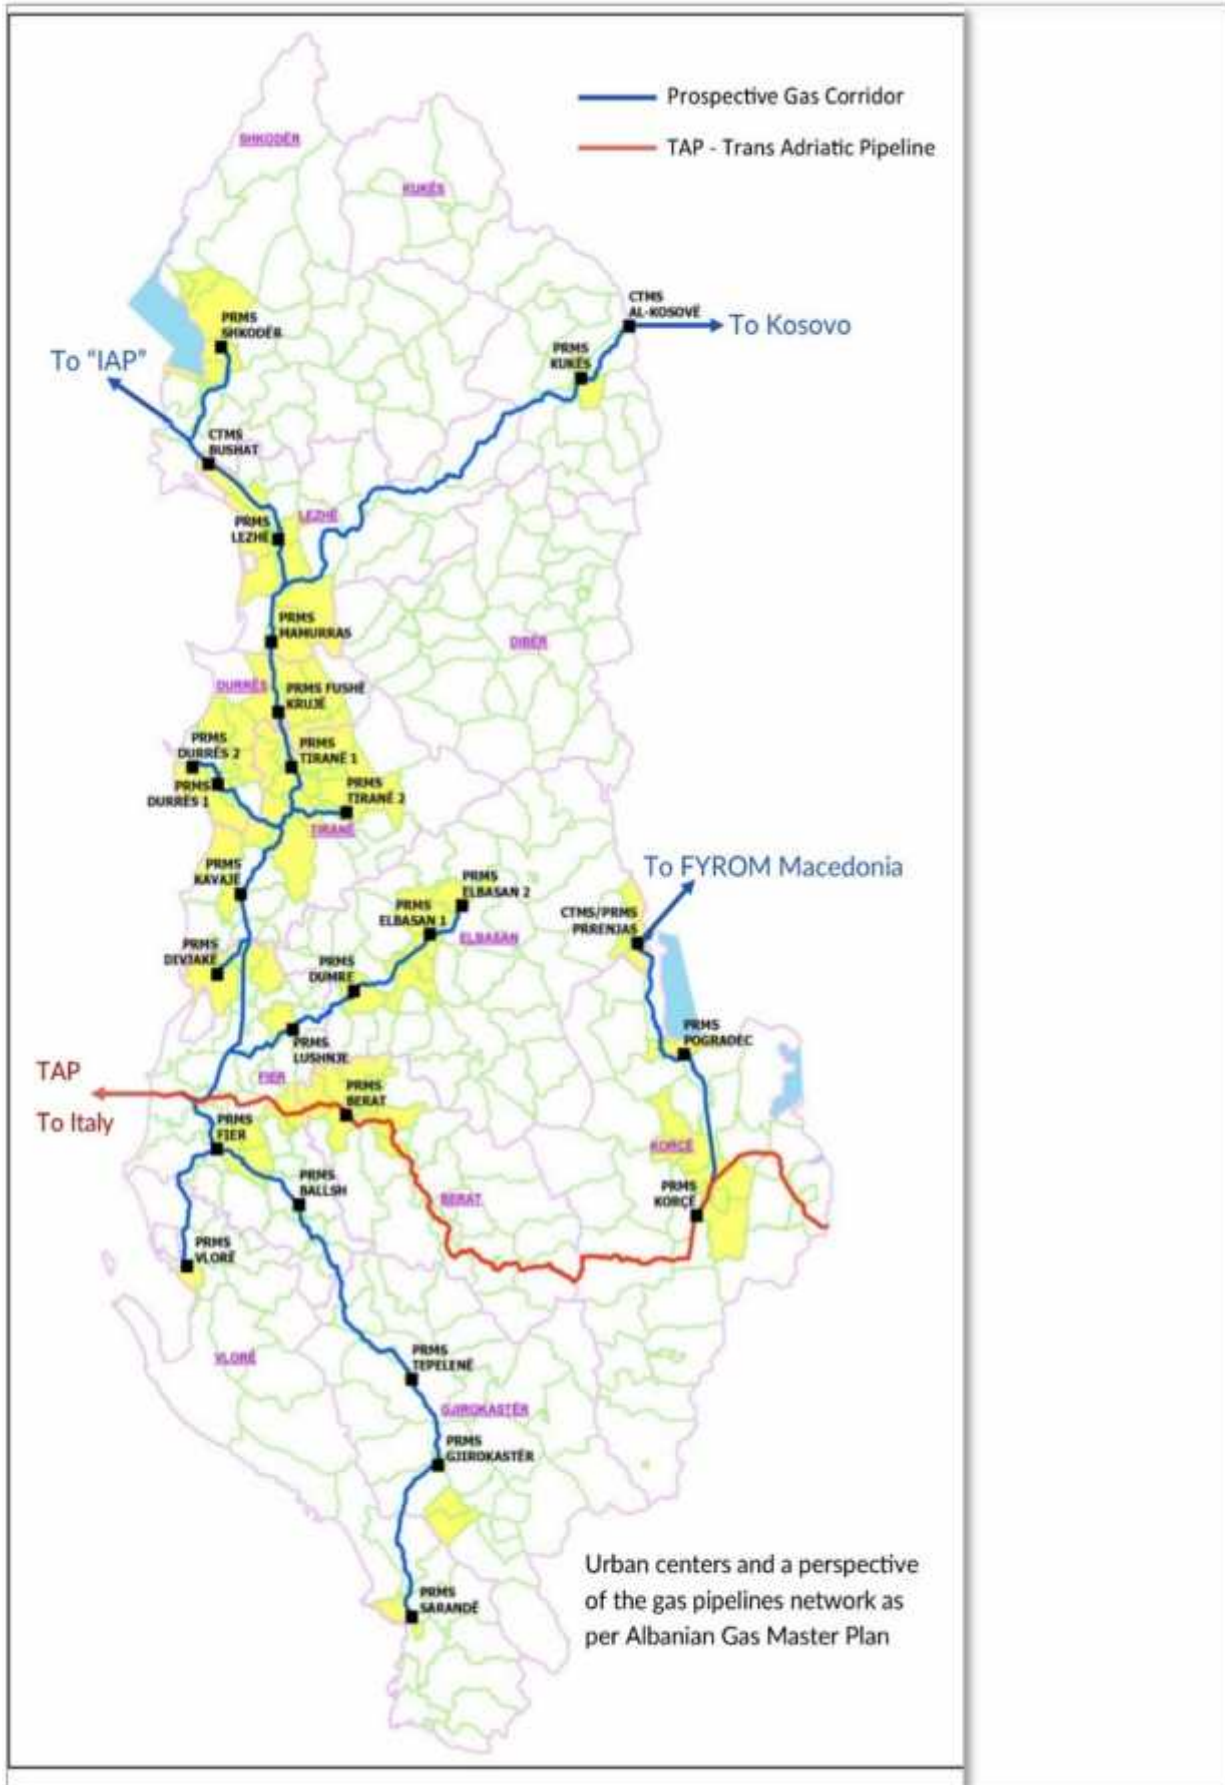 Prospective Gas Corridor
TAP - Trans Adriatic Pipeline
SHKODËR
KUKËS
CTMS
AL-KOSOVË
To Kosovo
PRMS
SHKODËR
PRMS
KUKËS
To "IAP"
CTMS
BUSHAT
PRMS
LEZHË
LEZHË
PRMS
MAMURRAS
DIBËR
DURRËS
PRMS FUSHË
KRUJË
PRMS
DURRËS 2
PRMS
TIRANË 1
PRMS
DURRËS 1
PRMS
TIRANË 2
TIRANË
To FYROM Macedonia
PRMS
KAVAJË
PRMS
ELBASAN 2
PRMS
ELBASAN 1
CTMS/PRMS
PRRENJAS
ELBASAN
PRMS
DIVJAKË
PRMS
DUMRE
PRMS
LUSHNJE
PRMS
POGRADEC
TAP
To Italy
FIER
PRMS
BERAT
PRMS
FIER
KORÇË
PRMS
BALLSH
BERAT
PRMS
KORÇË
PRMS
VLORË
VLORË
PRMS
TEPELENË
GJIROKASTËR
PRMS
GJIROKASTËR
PRMS
SARANDË
Urban centers and a perspective
of the gas pipelines network as
per Albanian Gas Master Plan